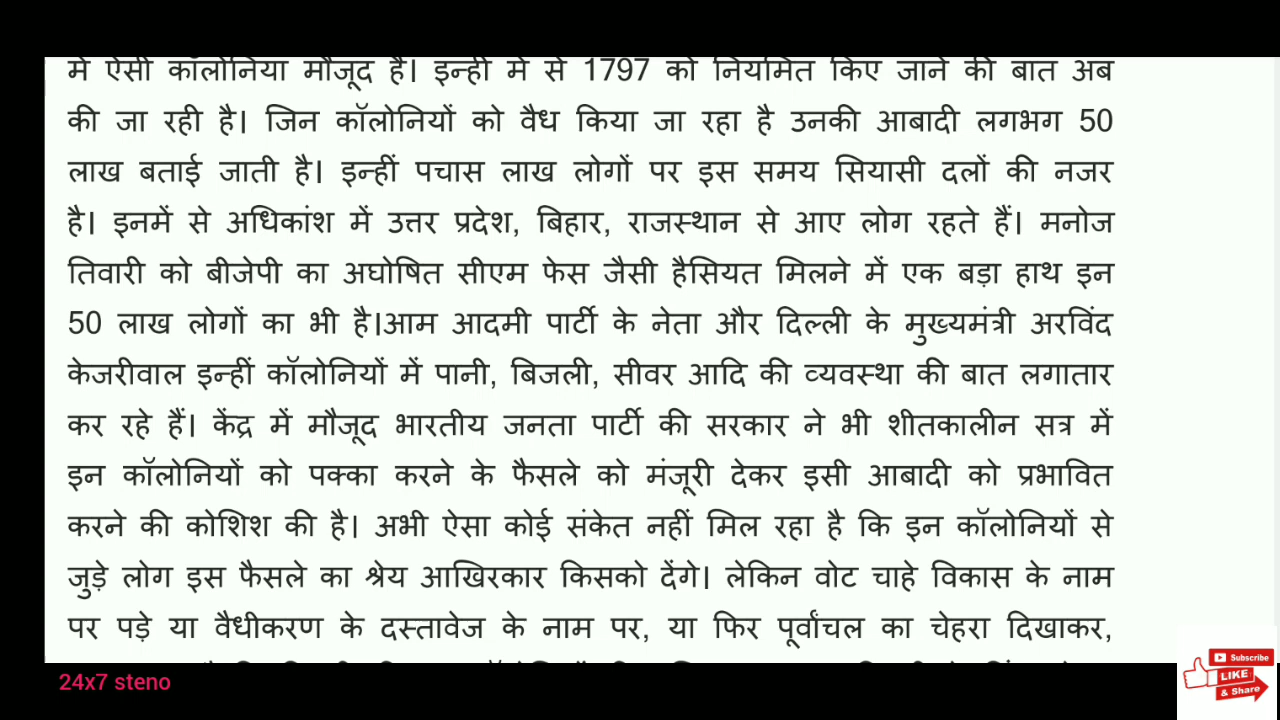 में ऐसी कॉलोनियां मौजूद हैं। इन्हीं में से 1797 को नियमित किए जाने की बात अब
की जा रही है। जिन कॉलोनियों को वैध किया जा रहा है उनकी आबादी लगभग 50
लाख बताई जाती है। इन्हीं पचास लाख लोगों पर इस समय सियासी दलों की नजर
है। इनमें से अधिकांश में उत्तर प्रदेश, बिहार, राजस्थान से आए लोग रहते हैं। मनोज
तिवारी को बीजेपी का अघोषित सीएम फेस जैसी हैसियत मिलने में एक बड़ा हाथ इन
50 लाख लोगों का भी है।आम आदमी पार्टी के नेता और दिल्ली के मुख्यमंत्री अरविंद
केजरीवाल इन्हीं कॉलोनियों में पानी, बिजली, सीवर आदि की व्यवस्था की बात लगातार
कर रहे हैं। केंद्र में मौजूद भारतीय जनता पार्टी की सरकार ने भी शीतकालीन सत्र में
इन कॉलोनियों को पक्का करने के फैसले को मंजूरी देकर इसी आबादी को प्रभावित
करने की कोशिश की है। अभी ऐसा कोई संकेत नहीं मिल रहा है कि इन कॉलोनियों से
जुड़े लोग इस फैसले का श्रेय आखिरकार किसको देंगे। लेकिन वोट चाहे विकास के नाम
पर पड़े या वैधीकरण के दस्तावेज के नाम पर, या फिर पूर्वांचल का चेहरा दिखाकर,
24x7 steno
Subscribe
LIKE
& Share